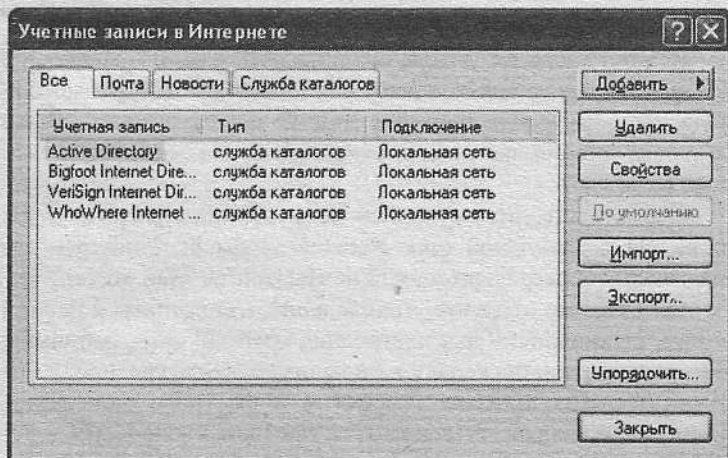 Учетные записи в Интернете
Все Почта Новости Служба каталогов
Добавить
Учетная запись Тип Подключение
Удалить
Active Directory служба каталогов Локальная сеть
Bigfoot Internet Dire... служба каталогов Локальная сеть
Свойства
VeriSign Internet Dir... служба каталогов Локальная сеть
WhoWhere Internet ... служба каталогов Локальная сеть
По умолчанию
Импорт...
Экспорт...
Упорядочить...
Закрыть